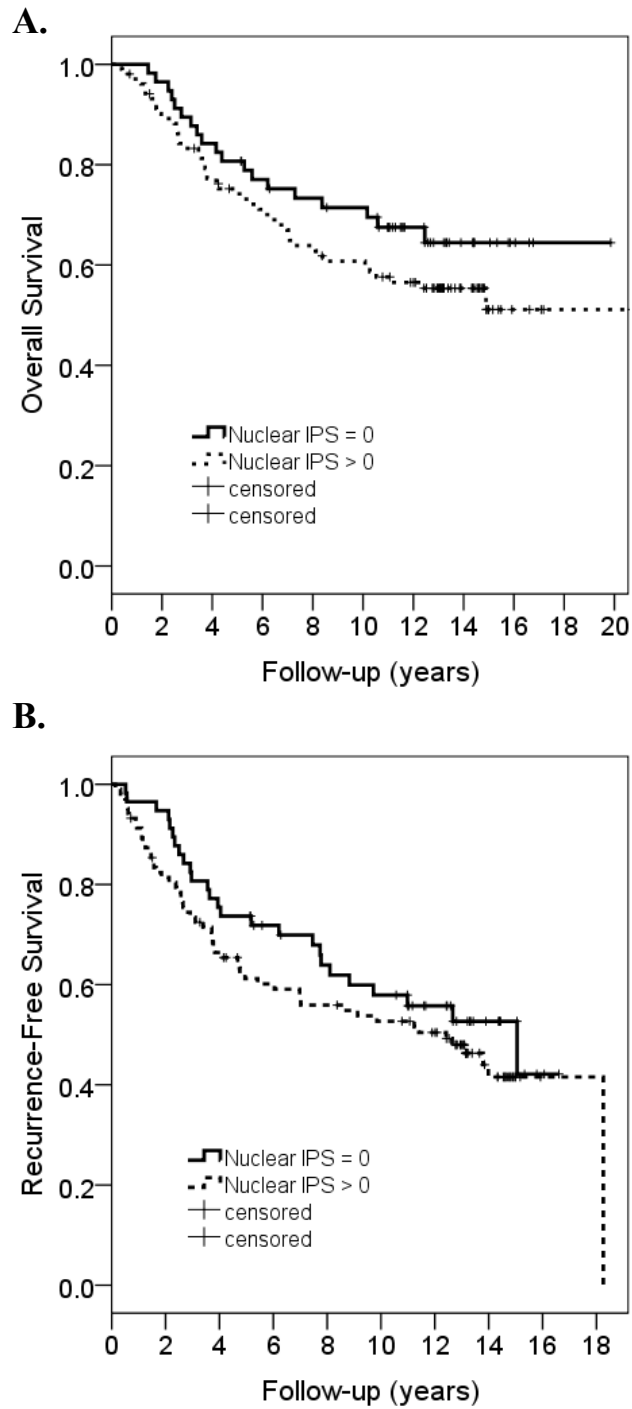 A.
1.0
0.8
0.6
0.4
0.2
0.0
Overall Survival
Nuclear IPS = 0
Nuclear IPS > 0
censored
censored
0 2 4 6 8 10 12 14 16 18 20
Follow-up (years)
B.
1.0
0.8
0.6
0.4
0.2
0.0
Recurrence-Free Survival
Nuclear IPS = 0
Nuclear IPS > 0
censored
censored
0 2 4 6 8 10 12 14 16 18
Follow-up (years)